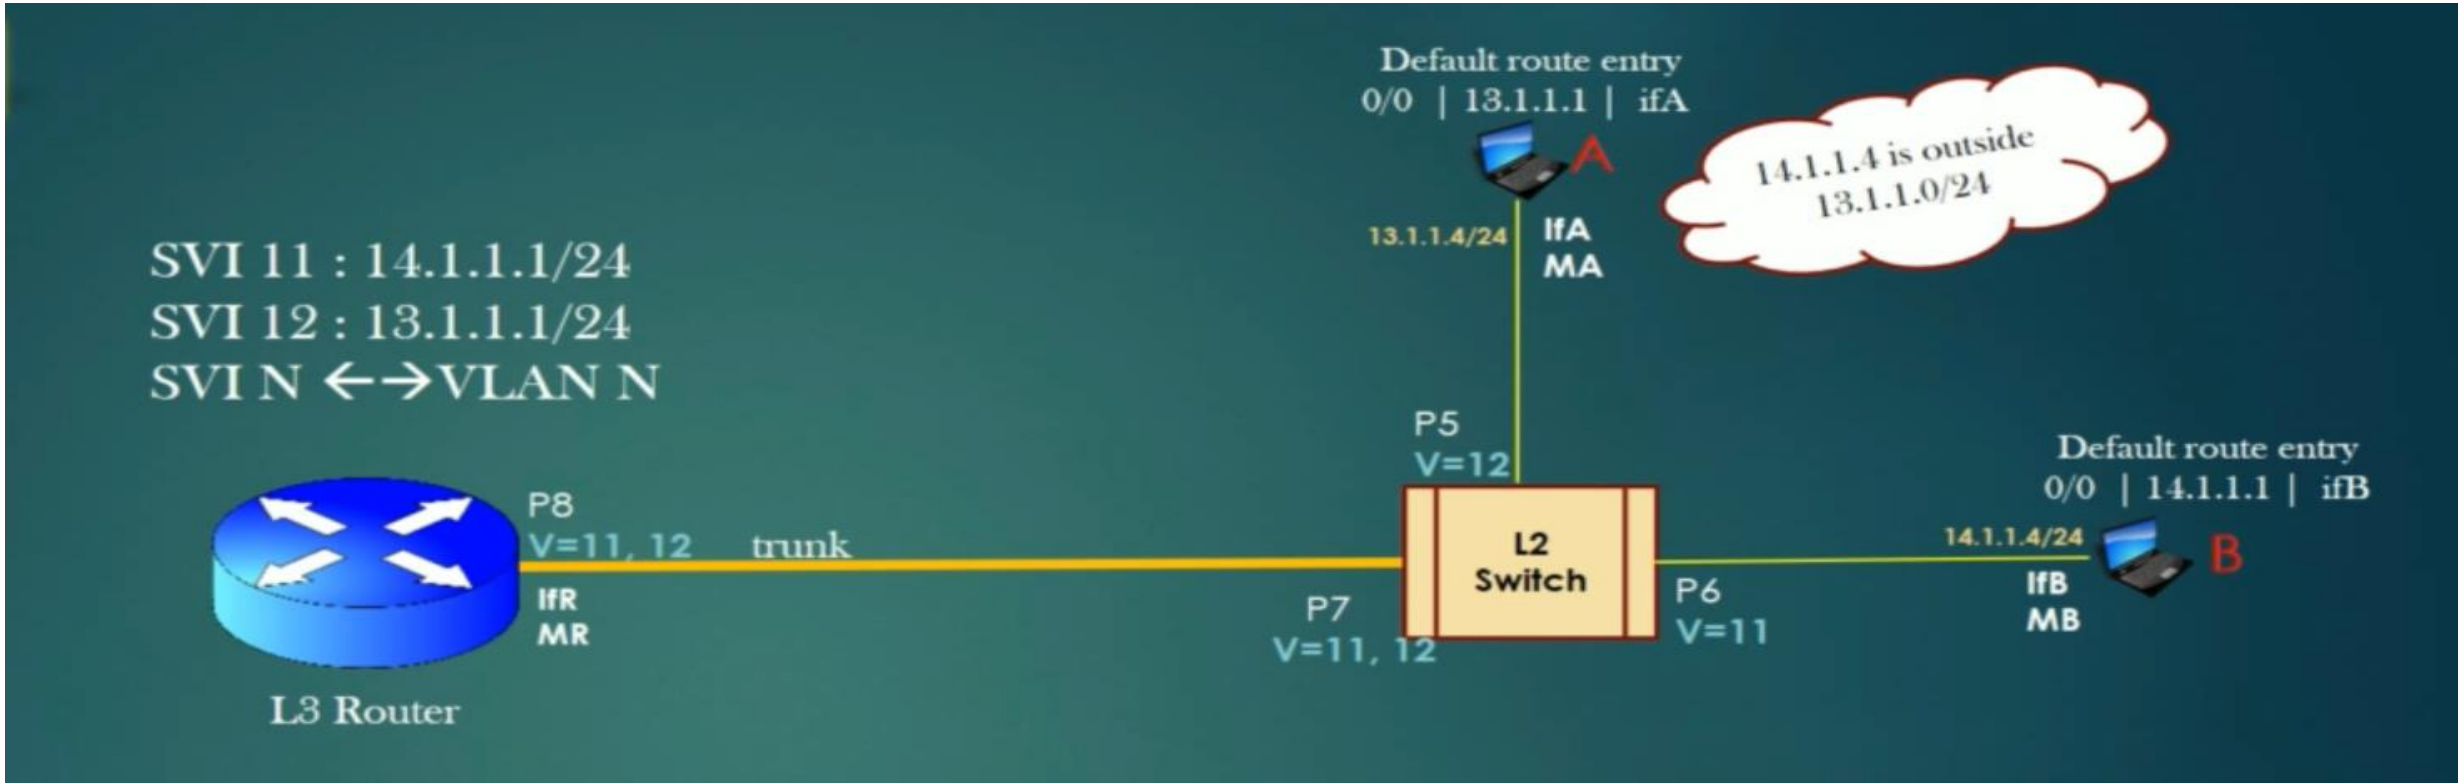 SVI 11 : 14.1.1.1/24
SVI 12 : 13.1.1.1/24
SVI N ←→VLAN N
Default route entry
0/0 | 13.1.1.1 | ifA
A
14.1.1.4 is outside
13.1.1.0/24
13.1.1.4/24
IfA
MA
P5
V=12
P8
V=11, 12
trunk
IfR
MR
L3 Router
P7
V=11, 12
L2
Switch
P6
V=11
Default route entry
0/0 | 14.1.1.1 | ifB
14.1.1.4/24
B
IfB
MB